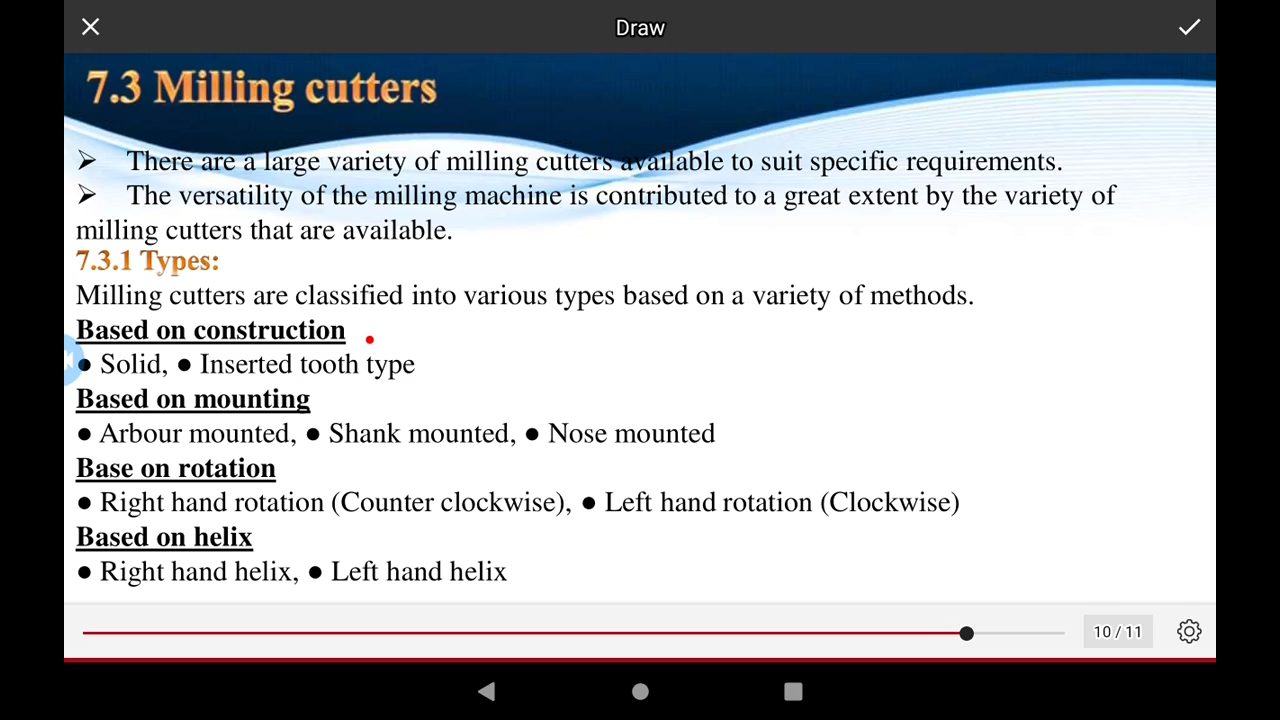 Draw
7.3 Milling cutters
➢ There are a large variety of milling cutters available to suit specific requirements.
➢ The versatility of the milling machine is contributed to a great extent by the variety of
milling cutters that are available.
7.3.1 Types:
Milling cutters are classified into various types based on a variety of methods.
Based on construction
● Solid, ● Inserted tooth type
Based on mounting
● Arbour mounted, ● Shank mounted, ● Nose mounted
Base on rotation
● Right hand rotation (Counter clockwise), ● Left hand rotation (Clockwise)
Based on helix
● Right hand helix, ● Left hand helix
10 / 11